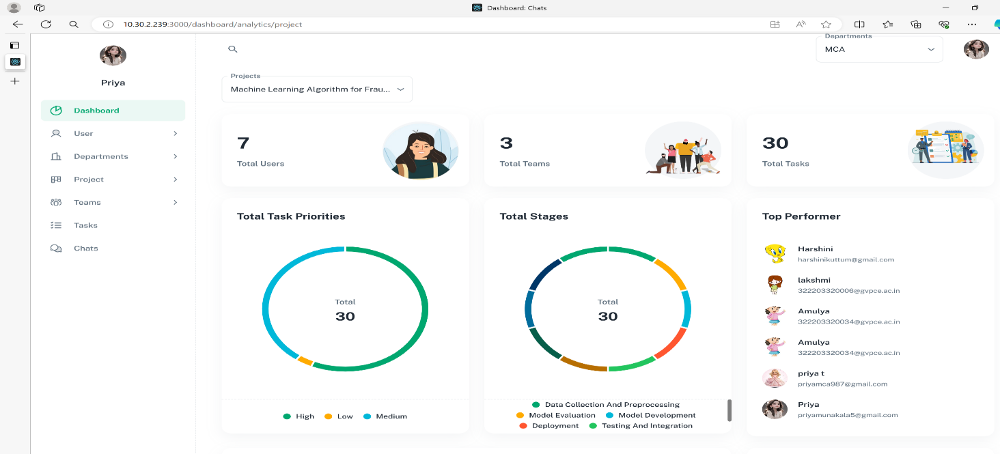 Dashboard: Chats
10.30.2.239:3000/dashboard/analytics/project
Priya
Dashboard
User
Departments
Project
Teams
Tasks
Chats
Departments
MCA
Projects
Machine Learning Algorithm for Frau...
7
Total Users
3
Total Teams
30
Total Tasks
Total Task Priorities
Total
30
High Low Medium
Total Stages
Total
30
Data Collection And Preprocessing
Model Evaluation Model Development
Deployment Testing And Integration
Top Performer
Harshini
harshinikuttum@gmail.com
lakshmi
322203320006@gvpce.ac.in
Amulya
322203320034@gvpce.ac.in
Amulya
322203320034@gvpce.ac.in
priya t
priyamca987@gmail.com
Priya
priyamunakala5@gmail.com